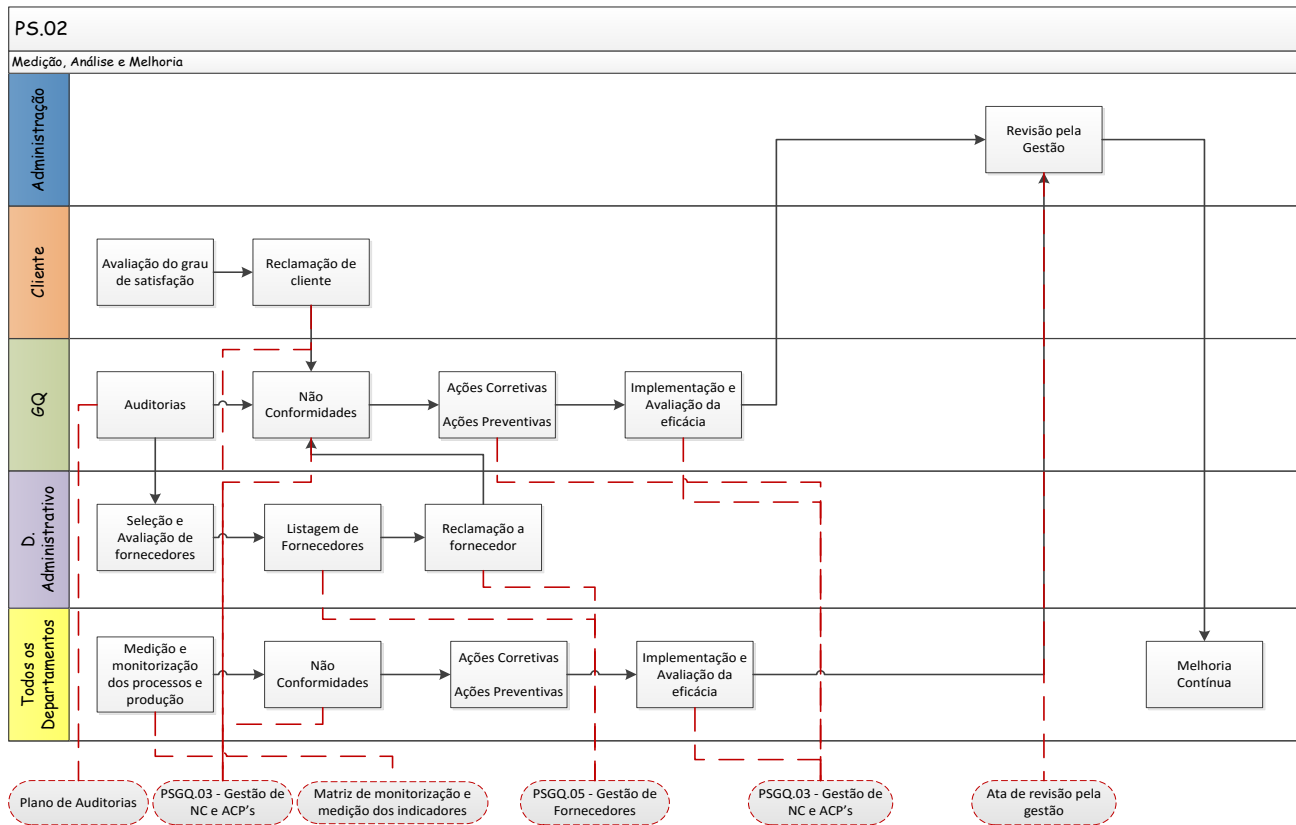 PS.02
Medição, Análise e Melhoria
Administração
Revisão pela
Gestão
Cliente
Avaliação do grau
de satisfação
Reclamação de
cliente
GQ
Auditorias
Não
Conformidades
Ações Corretivas
Ações Preventivas
Implementação e
Avaliação da
eficácia
D.
Administrativo
Seleção e
Avaliação de
fornecedores
Listagem de
Fornecedores
Reclamação a
fornecedor
Todos os
Departamentos
Medição e
monitorização
dos processos e
produção
Não
Conformidades
Ações Corretivas
Ações Preventivas
Implementação e
Avaliação da
eficácia
Melhoria
Contínua
Plano de Auditorias
PSGQ.03 - Gestão de
NC e ACP's
Matriz de monitorização e
medição dos indicadores
PSGQ.05 - Gestão de
Fornecedores
PSGQ.03 - Gestão de
NC e ACP's
Ata de revisão pela
gestão